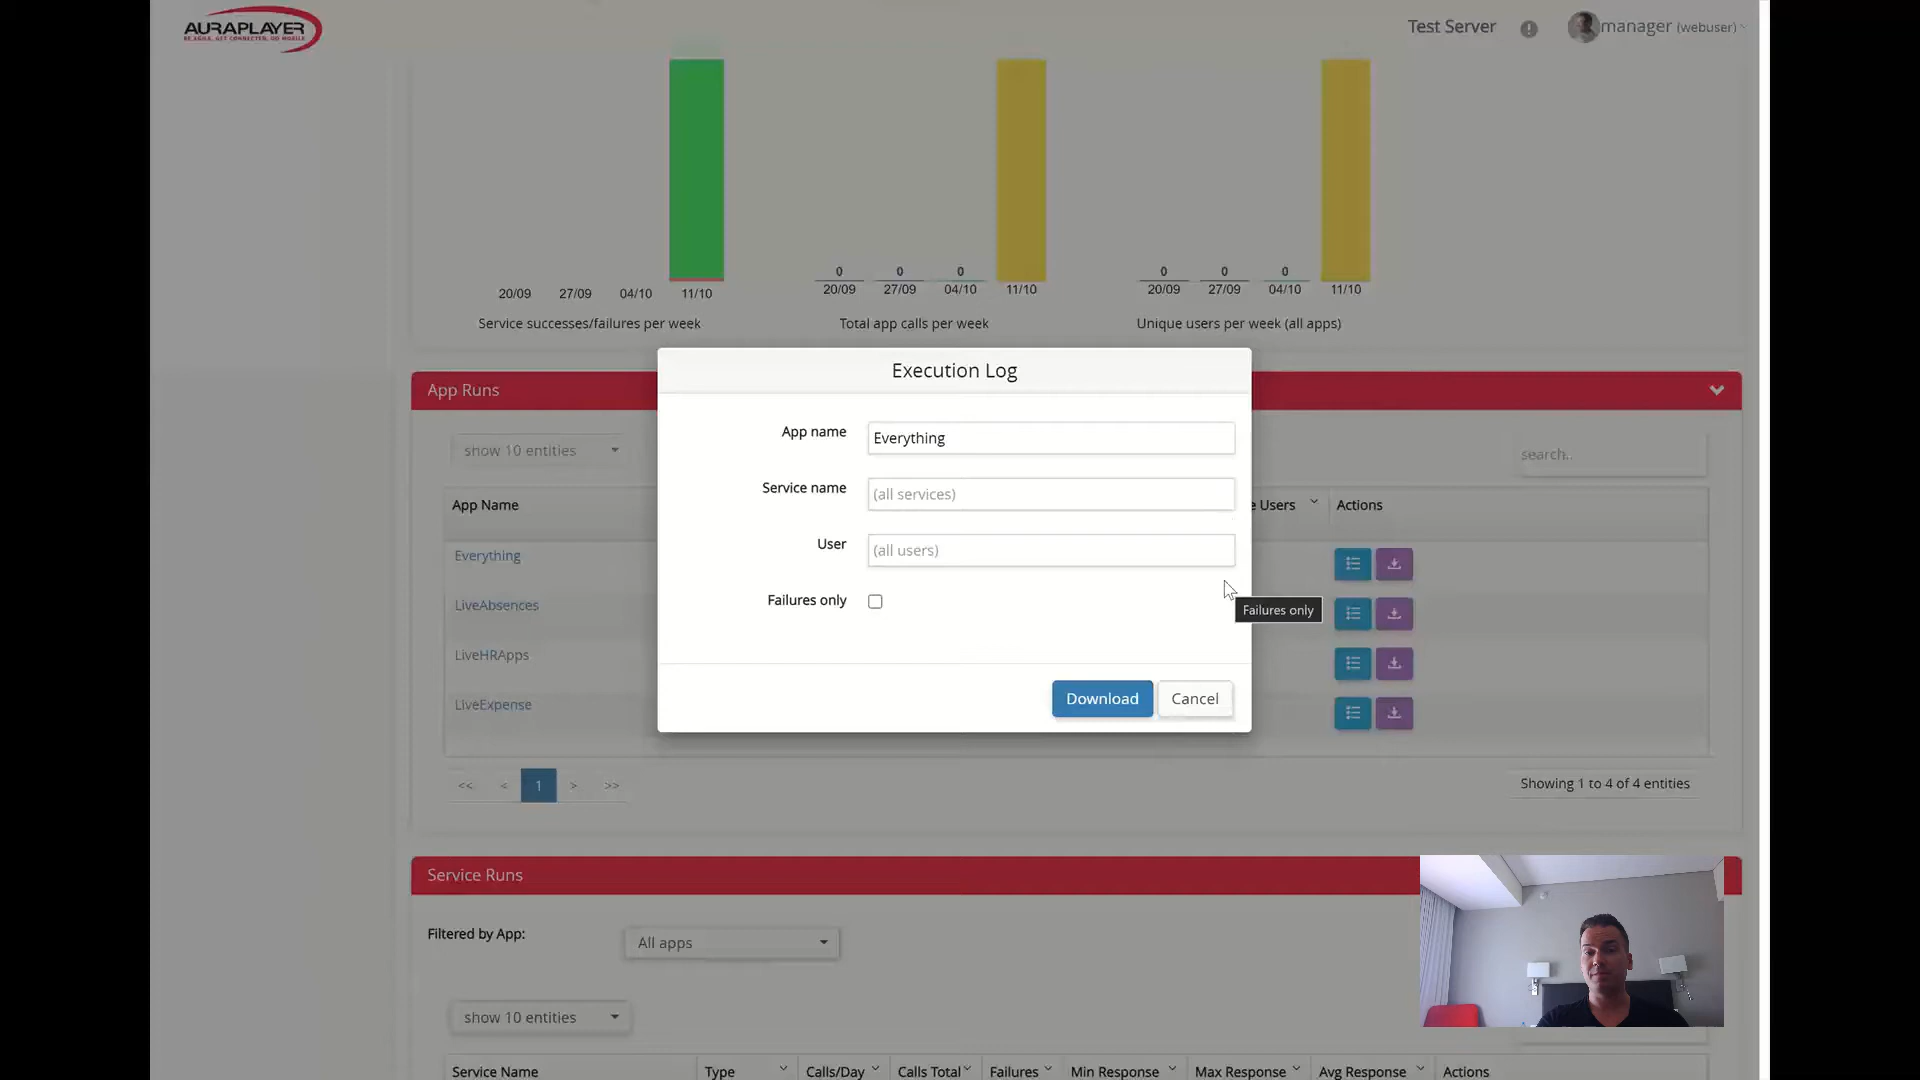 AURAPLAYER
BE AGILE, GET CONNECTED, GO MOBILE
Test Server
manager (webuser)
0 0 0
0 0 0
20/09 27/09 04/10 11/10
20/09 27/09 04/10 11/10
20/09 27/09 04/10 11/10
Service successes/failures per week
Total app calls per week
Unique users per week (all apps)
Execution Log
App name Everything
Service name (all services)
User (all users)
Failures only
Failures only
Download Cancel
App Runs
show 10 entities
search..
App Name e Users Actions
Everything
LiveAbsences
LiveHRApps
LiveExpense
<< < 1 > >>
Showing 1 to 4 of 4 entities
Service Runs
Filtered by App: All apps
show 10 entities
Service Name Type Calls/Day Calls Total Failures Min Response Max Response Avg Response Actions